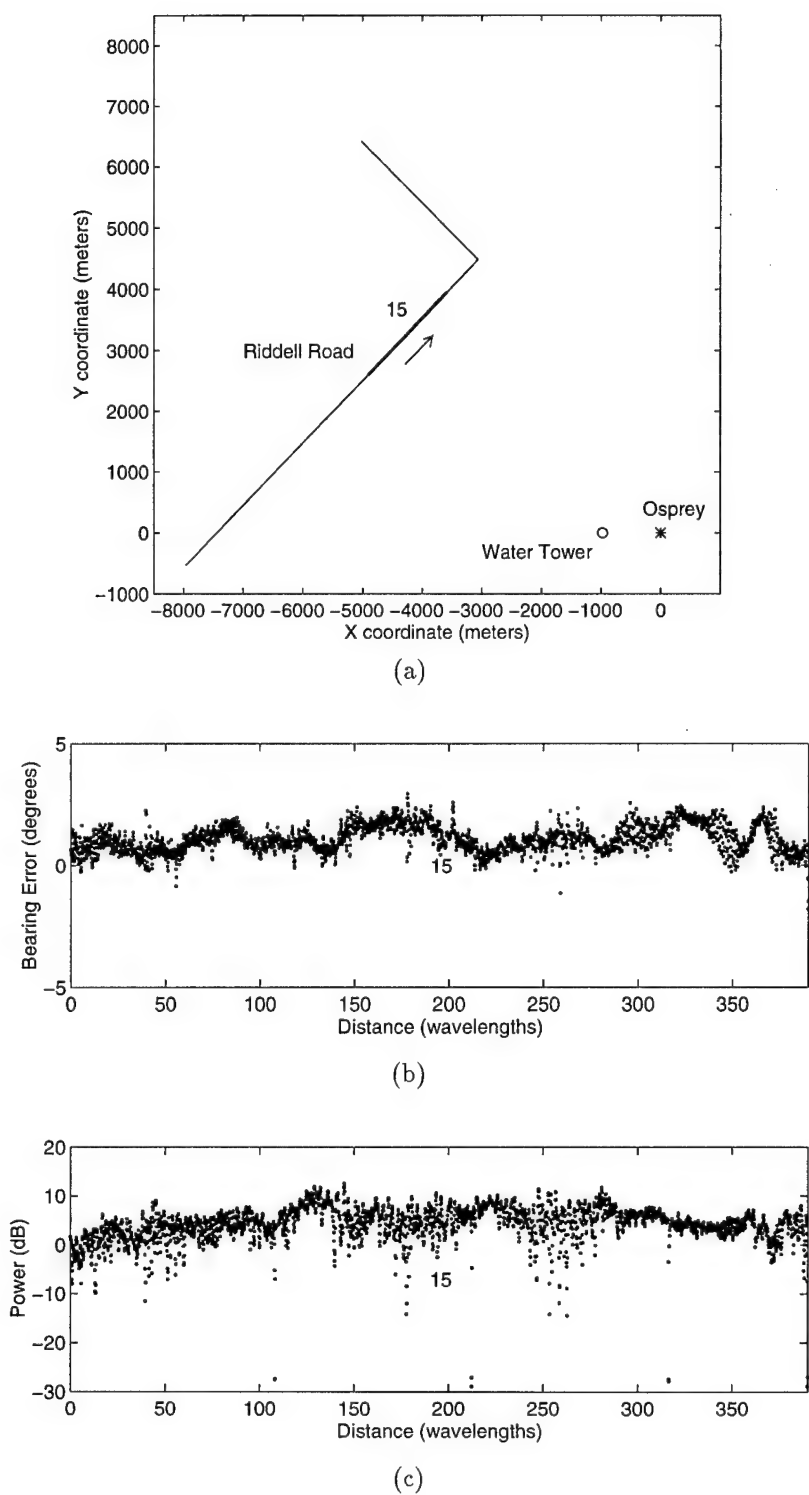 8000
7000
6000
5000
4000
3000
2000
1000
0
−1000
Y coordinate (meters)
15
Riddell Road
Osprey
Water Tower
−8000 −7000 −6000 −5000 −4000 −3000 −2000 −1000 0
X coordinate (meters)
(a)
5
0
−5
Bearing Error (degrees)
15
0 50 100 150 200 250 300 350
Distance (wavelengths)
(b)
20
10
0
−10
−20
−30
Power (dB)
15
0 50 100 150 200 250 300 350
Distance (wavelengths)
(c)